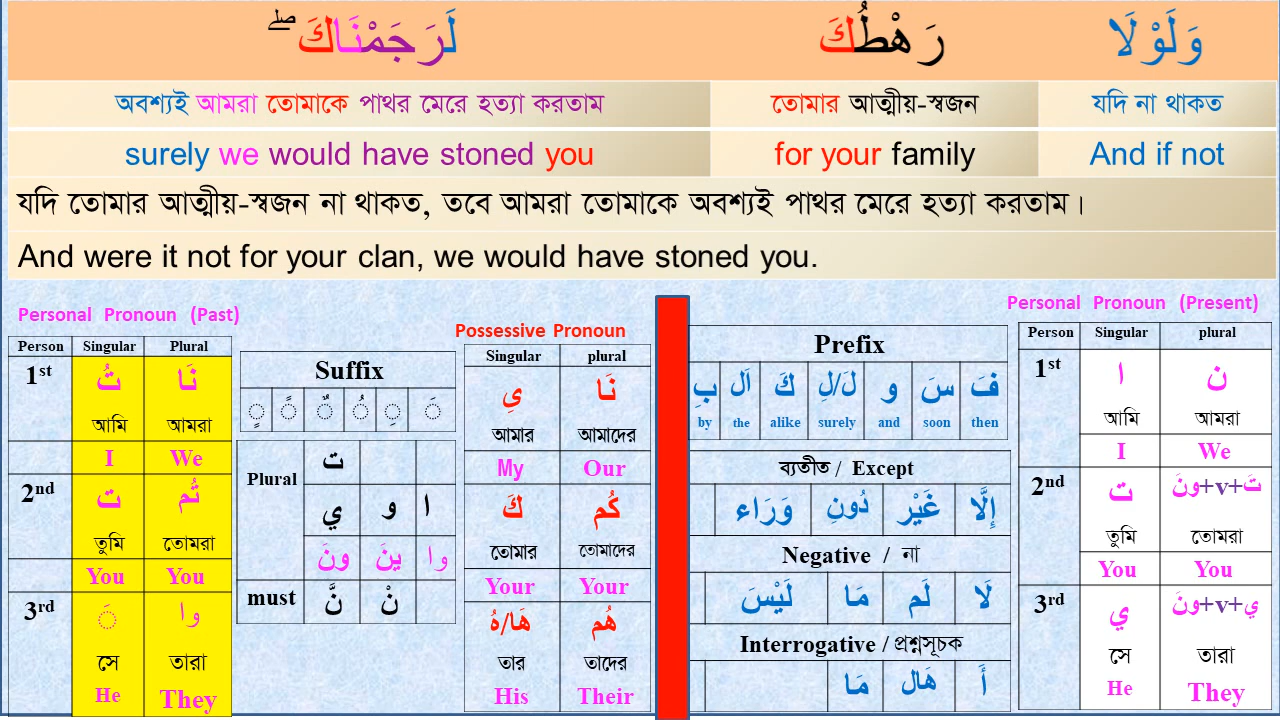 وَلَوْلَا رَهْطُكَ لَرَجَمْنَاكَ ۖ
অবশ্যই আমরা তোমাকে পাথর মেরে হত্যা করতাম তোমার আত্মীয়-স্বজন যদি না থাকত
surely we would have stoned you for your family And if not
যদি তোমার আত্মীয়-স্বজন না থাকত, তবে আমরা তোমাকে অবশ্যই পাথর মেরে হত্যা করতাম।
And were it not for your clan, we would have stoned you.
Personal Pronoun (Past)
Person Singular Plural
1st تُ نَا
আমি আমরা
I We
2nd ت تُم
তুমি তোমরা
You You
3rd َ وا
সে তারা
He They
Suffix
ٍ ً ٌ ُ ِ َ
Plural ت
ي و ا
ونَ ينَ وا
must نَّ نْ
Possessive Pronoun
Singular plural
يِ نَا
আমার আমাদের
My Our
كَ كُم
তোমার তোমাদের
Your Your
هَا/هُ هُم
তার তাদের
His Their
Prefix
بِ اَل كَ لَ/لِ و سَ فَ
by the alike surely and soon then
ব্যতীত / Except
وَرَاء دُونِ غَيْر إِلَّا
Negative / না
لَيْسَ مَا لَم لَا
Interrogative / প্রশ্নসূচক
مَا هَال أَ
Personal Pronoun (Present)
Person Singular plural
1st ا ن
আমি আমরা
I We
2nd ت تَ+v+ونَ
তুমি তোমরা
You You
3rd ي ي+v+ونَ
সে তারা
He They